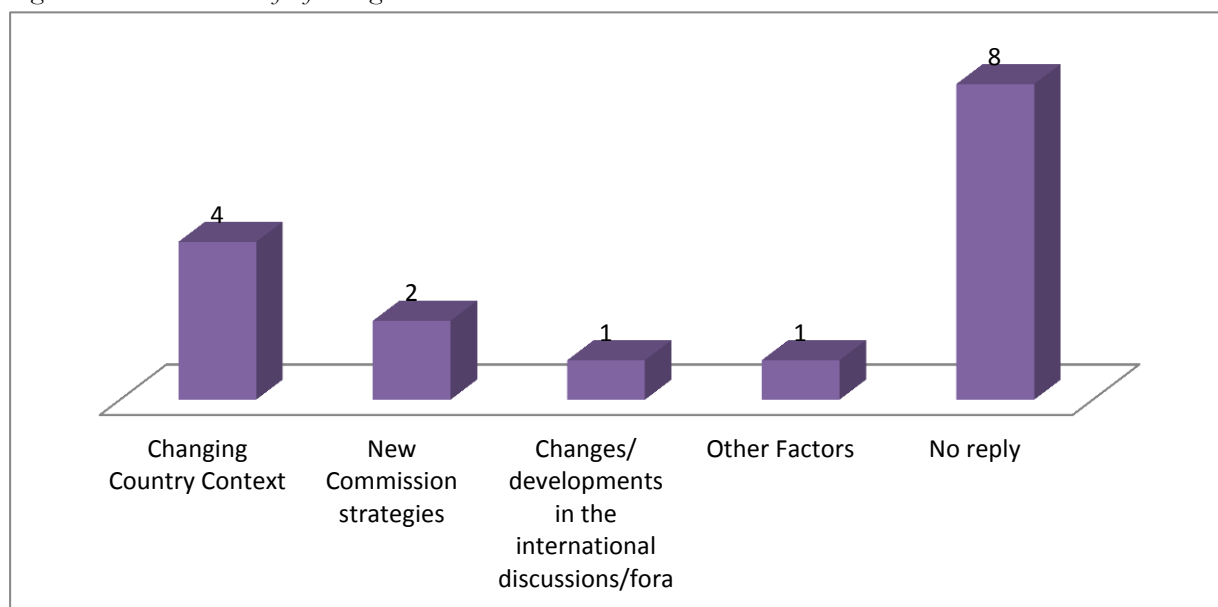 8
4
2
1
1
Changing
Country Context
New
Commission
strategies
Changes/
developments
in the
international
discussions/fora
Other Factors
No reply